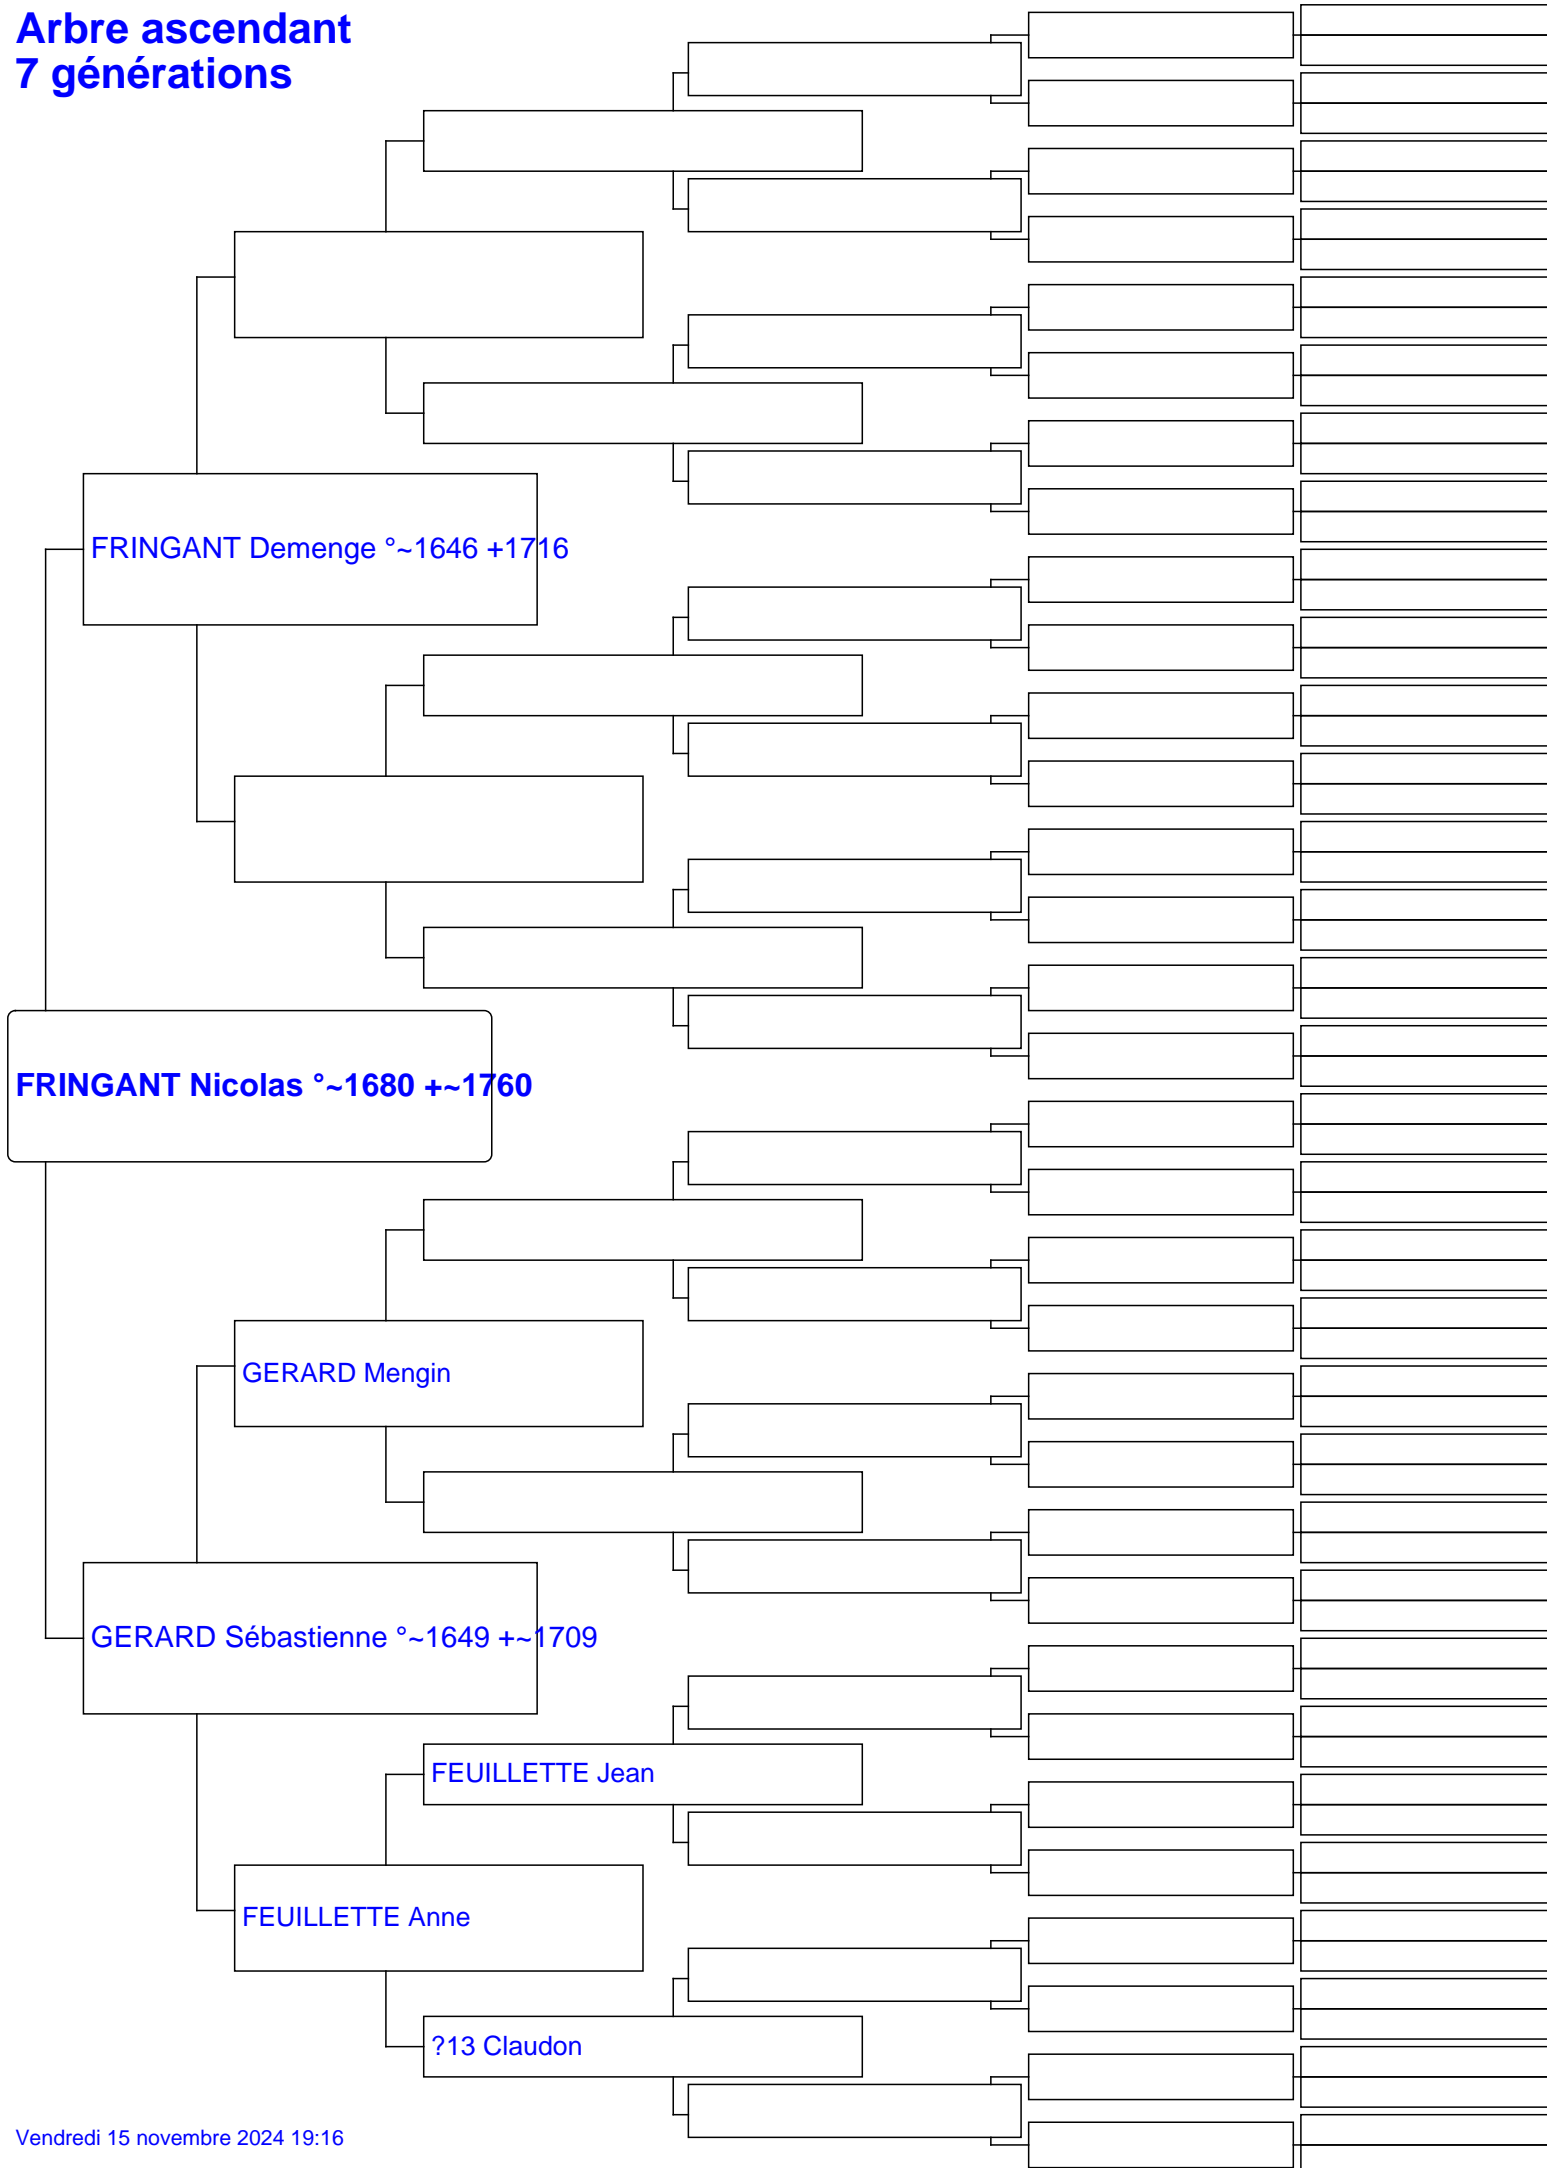 Arbre ascendant
7 générations
FRINGANT Demenge °~1646 +1716
FRINGANT Nicolas °~1680 +~1760
GERARD Mengin
GERARD Sébastienne °~1649 +~1709
FEUILLETTE Jean
FEUILLETTE Anne
?13 Claudon
Vendredi 15 novembre 2024 19:16